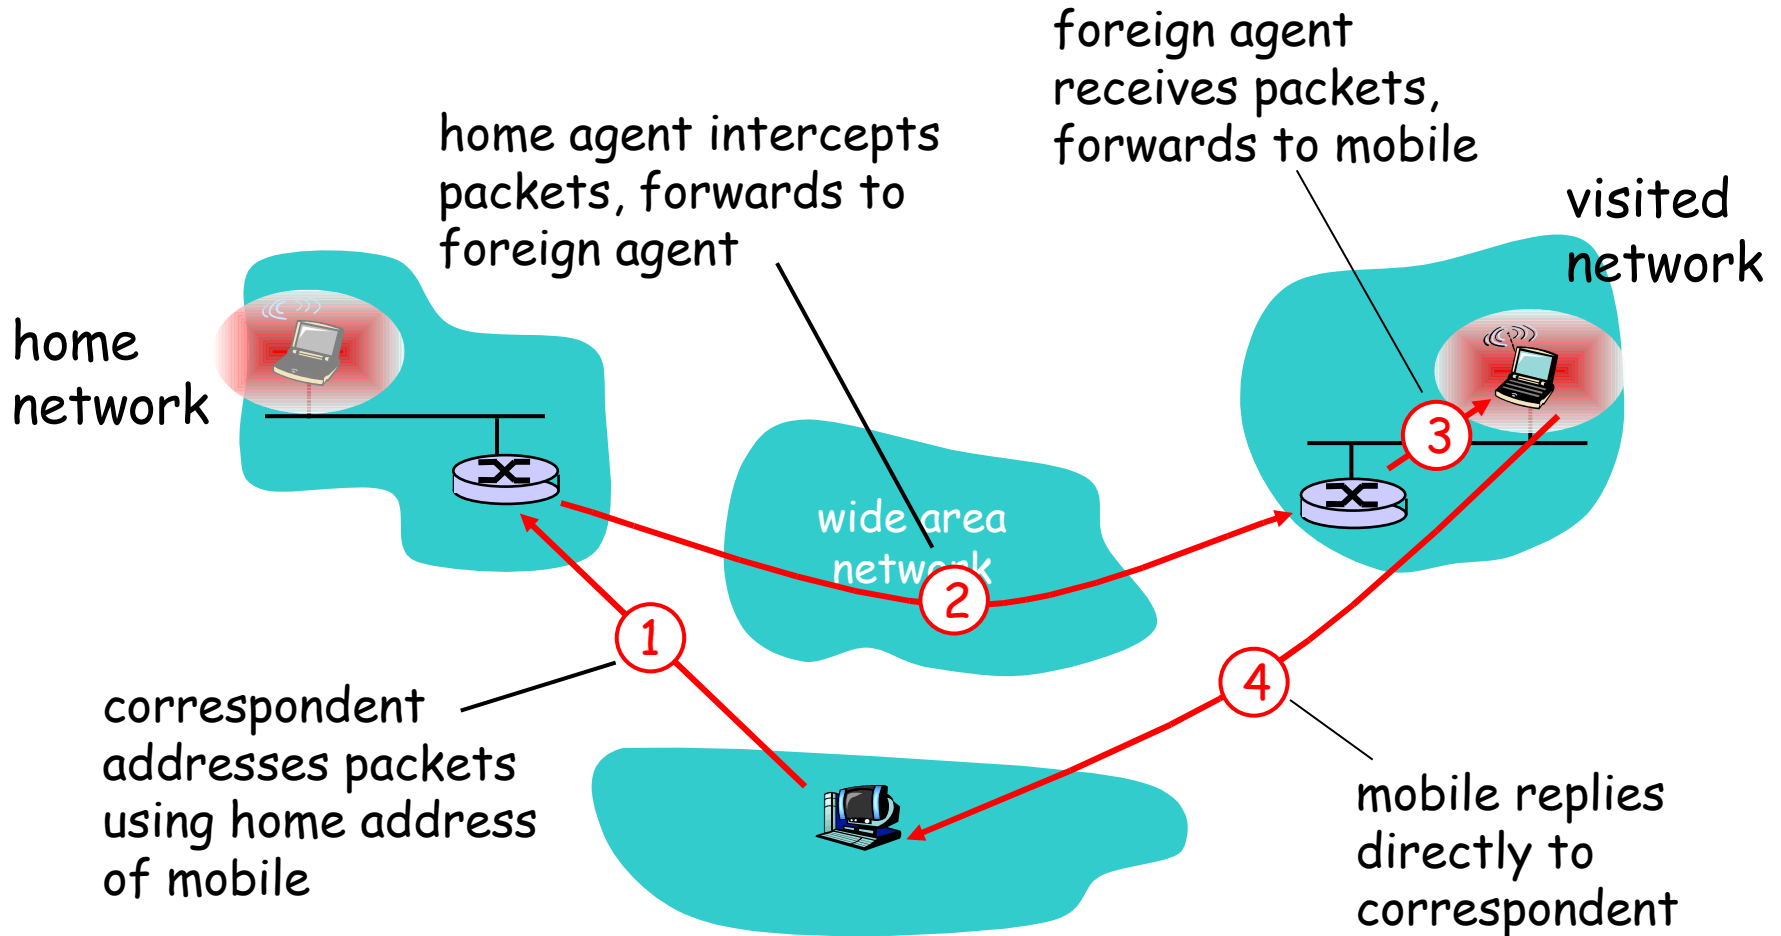 foreign agent
receives packets,
forwards to mobile
home agent intercepts
packets, forwards to
foreign agent
visited
network
home
network
3
wide area
network
2
1
4
correspondent
addresses packets
using home address
of mobile
mobile replies
directly to
correspondent